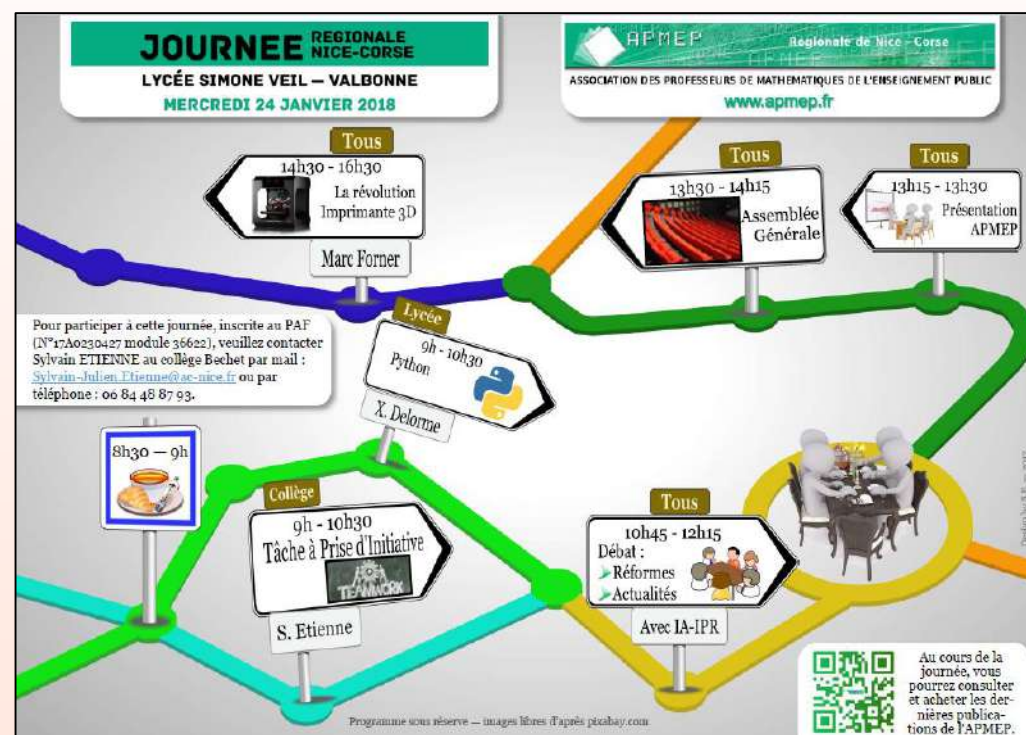 JOURNEE REGIONALE NICE-CORSE
LYCÉE SIMONE VEIL – VALBONNE
MERCREDI 24 JANVIER 2018
APMEP Regionale de Nice - Corse
ASSOCIATION DES PROFESSEURS DE MATHEMATIQUES DE L'ENSEIGNEMENT PUBLIC
www.apmep.fr
Tous
14h30 - 16h30
La révolution
Imprimante 3D
Marc Forner
Tous
13h30 - 14h15
Assemblée
Générale
Tous
13h15 - 13h30
Présentation
APMEP
Pour participer à cette journée, inscrite au PAF
(N°17A0230427 module 36622), veuillez contacter
Sylvain ETIENNE au collège Bechet par mail :
Sylvain-Julien.Etienne@ac-nice.fr ou par
téléphone : 06 84 48 87 93.
Lycée
9h - 10h30
Python
X. Delorme
8h30 — 9h
Collège
9h - 10h30
Tâche à Prise d'Initiative
TEAMWORK
S. Etienne
Tous
10h45 - 12h15
Débat :
Réformes
Actualités
Avec IA-IPR
Au cours de la
journée, vous
pourrez consulter
et acheter les der-
nières publica-
tions de l'APMEP.
Programme sous réserve — images libres d'après pixabay.com